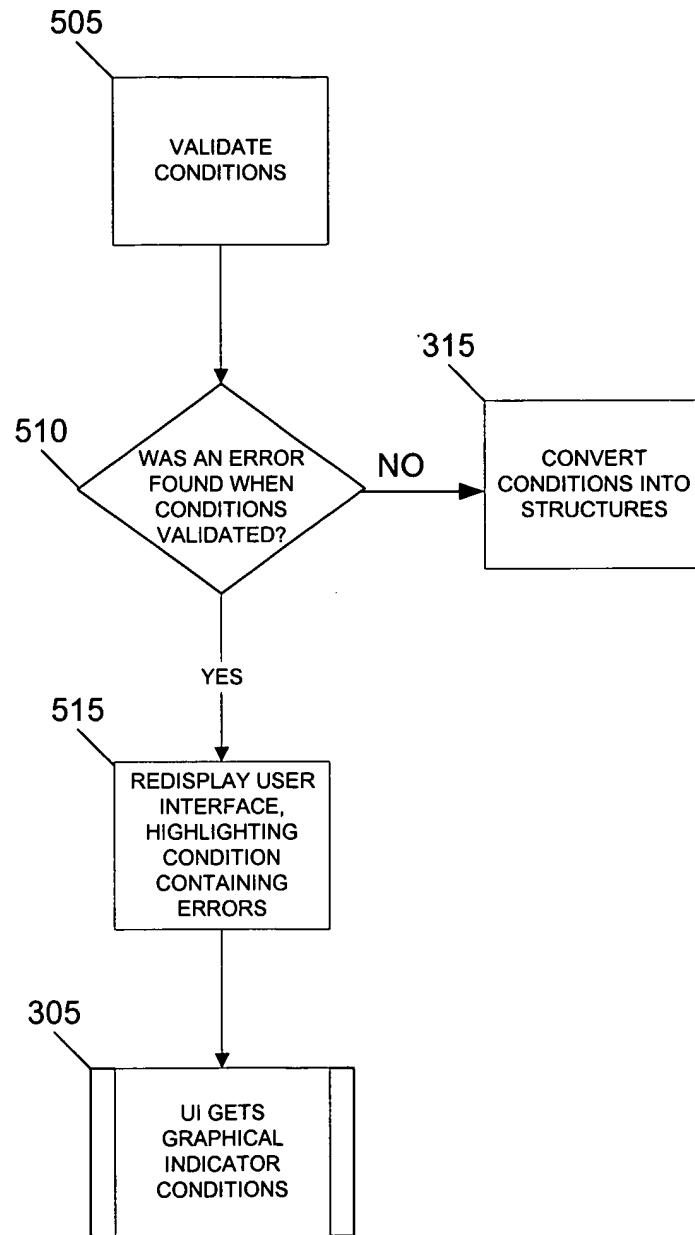 505
VALIDATE
CONDITIONS
315
510
WAS AN ERROR
FOUND WHEN
CONDITIONS
VALIDATED?
NO
CONVERT
CONDITIONS INTO
STRUCTURES
YES
515
REDISPLAY USER
INTERFACE,
HIGHLIGHTING
CONDITION
CONTAINING
ERRORS
305
UI GETS
GRAPHICAL
INDICATOR
CONDITIONS